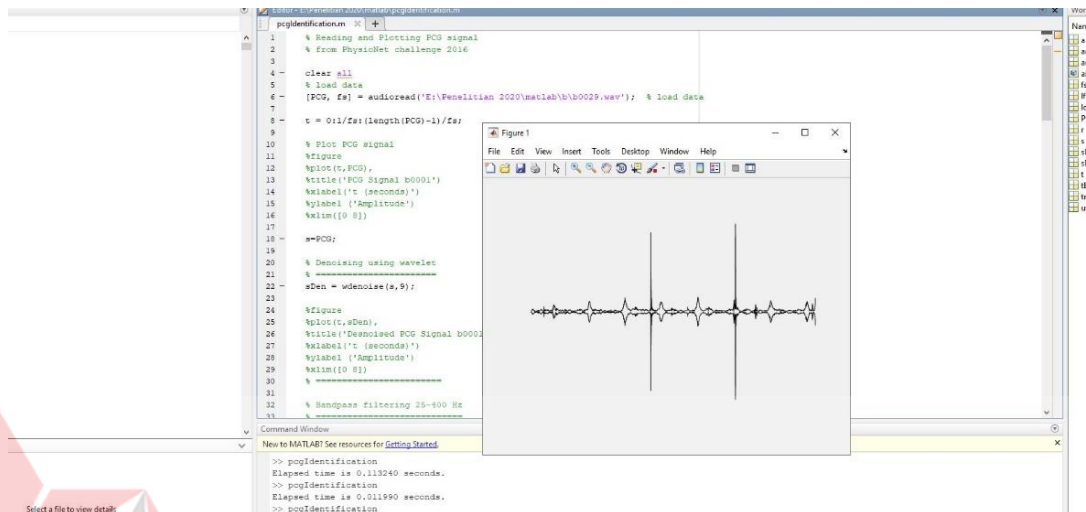 Editor - E:\Penelitian 2020\matlab\pcgIdentification.m
pcgIdentification.m
1 % Reading and Plotting PCG signal
2 % from PhysioNet challenge 2016
3
4 - clear all
5 % load data
6 - [PCG, fs] = audioread('E:\Penelitian 2020\matlab\b\b0029.wav'); % load data
7
8 - t = 0:1/fs:(length(PCG)-1)/fs;
9
10 % Plot PCG signal
11 %figure
12 %plot(t,PCG),
13 %title('PCG Signal b0001')
14 %xlabel('t (seconds)')
15 %ylabel ('Amplitude')
16 %xlim([0 8])
17
18 - s=PCG;
19
20 % Denoising using wavelet
21 % ========================
22 - sDen = wdenoise(s,9);
23
24 %figure
25 %plot(t,sDen),
26 %title('Desnoised PCG Signal b0001
27 %xlabel('t (seconds)')
28 %ylabel ('Amplitude')
29 %xlim([0 8])
30 % =========================
31
32 % Bandpass filtering 25-400 Hz
33 % =============================
Figure 1
File Edit View Insert Tools Desktop Window Help
Command Window
New to MATLAB? See resources for Getting Started.
>> pcgIdentification
Elapsed time is 0.113240 seconds.
>> pcgIdentification
Elapsed time is 0.011990 seconds.
>> pcgIdentification
Select a file to view details
Wor
Nan
a
a
a
a
fs
P
r
s
sl
sl
t
tl
tr
u